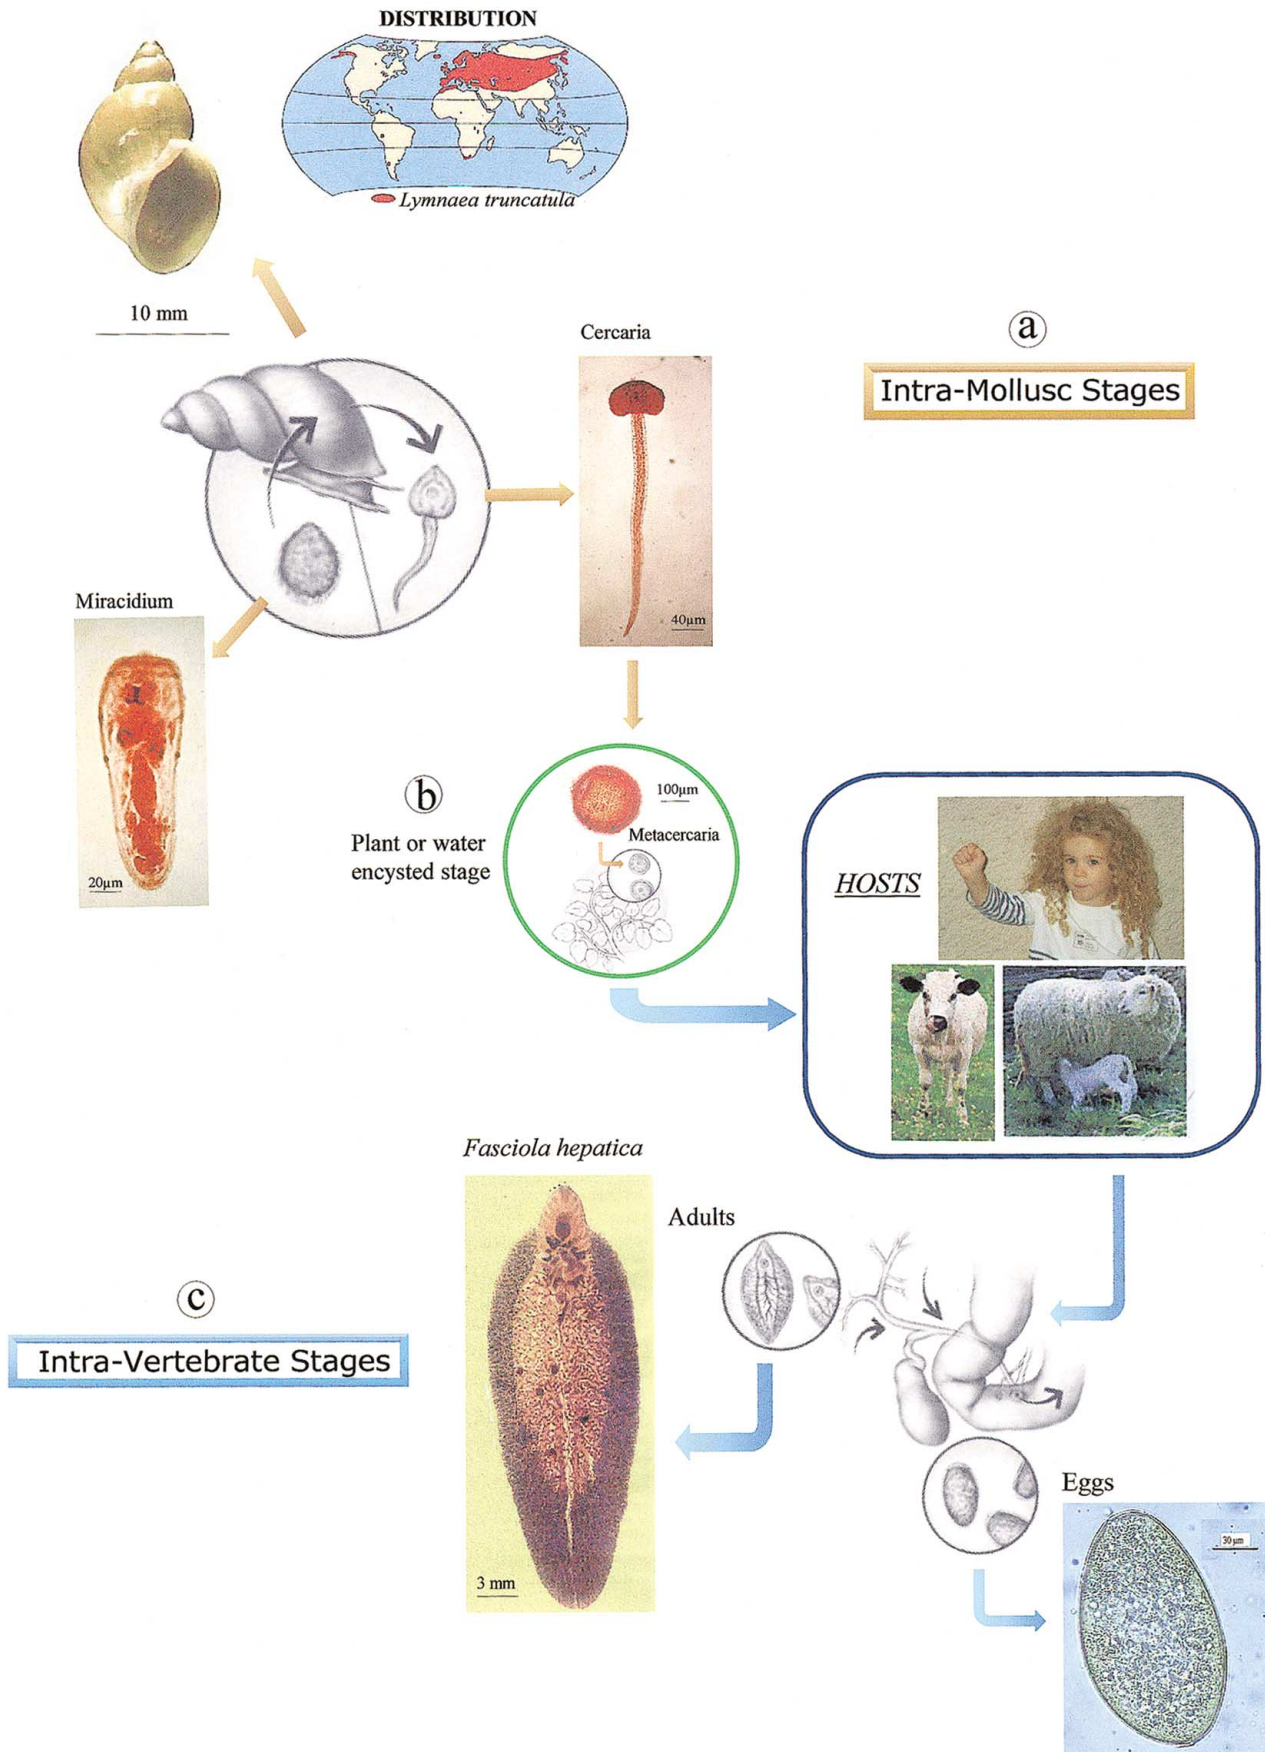 DISTRIBUTION
Lymnaea truncatula
10 mm
Cercaria
ⓐ
Intra-Mollusc Stages
40µm
Miracidium
20µm
ⓑ
Plant or water
encysted stage
100µm
Metacercaria
HOSTS
Fasciola hepatica
Adults
ⓒ
Intra-Vertebrate Stages
3 mm
Eggs
30 µm